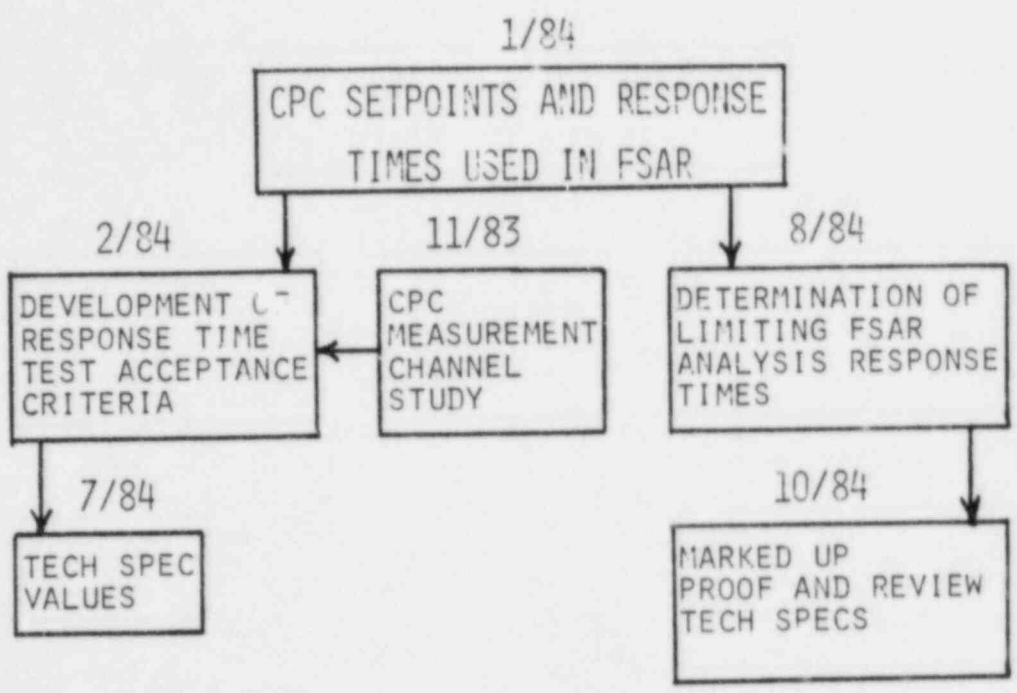 1/84
CPC SETPOINTS AND RESPONSE
TIMES USED IN FSAR
2/84
11/83
8/84
DEVELOPMENT
RESPONSE TIME
TEST ACCEPTANCE
CRITERIA
CPC
MEASUREMENT
CHANNEL
STUDY
DETERMINATION OF
LIMITING FSAR
ANALYSIS RESPONSE
TIMES
7/84
10/84
TECH SPEC
VALUES
MARKED UP
PROOF AND REVIEW
TECH SPECS